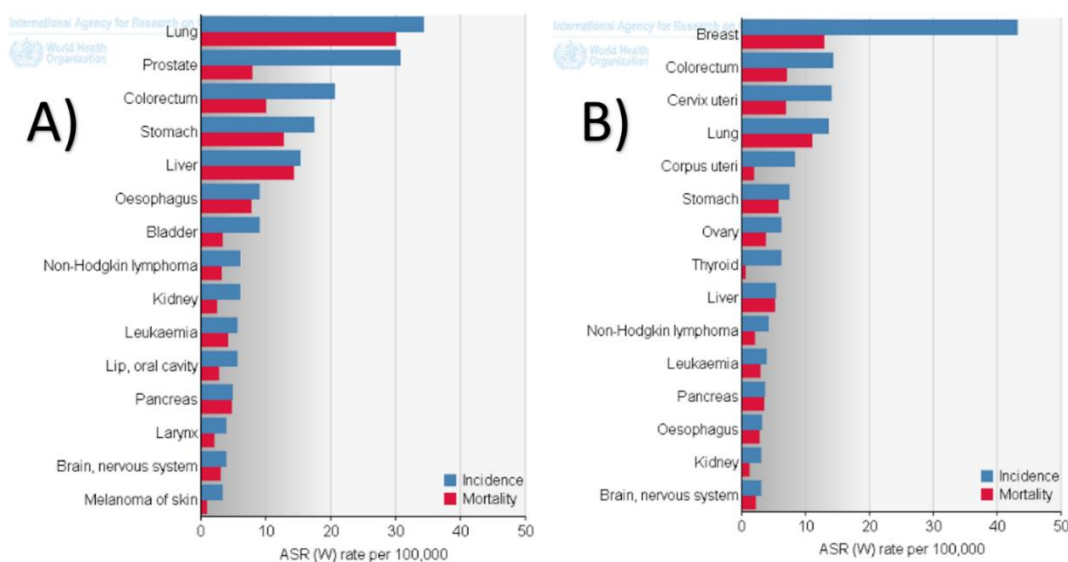 International Agency for Research on
World Health
Organization
A)
Lung
Prostate
Colorectum
Stomach
Liver
Oesophagus
Bladder
Non-Hodgkin lymphoma
Kidney
Leukaemia
Lip, oral cavity
Pancreas
Larynx
Brain, nervous system
Melanoma of skin
Incidence
Mortality
0 10 20 30 40 50
ASR (W) rate per 100,000
International Agency for Research on
World Health
Organization
B)
Breast
Colorectum
Cervix uteri
Lung
Corpus uteri
Stomach
Ovary
Thyroid
Liver
Non-Hodgkin lymphoma
Leukaemia
Pancreas
Oesophagus
Kidney
Brain, nervous system
Incidence
Mortality
0 10 20 30 40 50
ASR (W) rate per 100,000